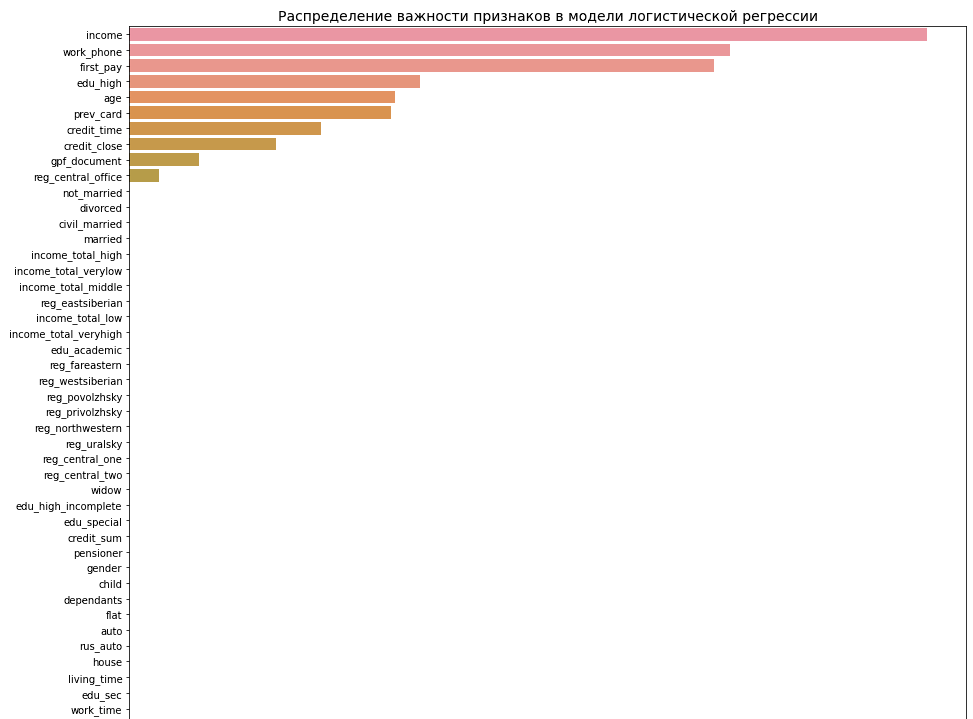 Распределение важности признаков в модели логистической регрессии
income
work_phone
first_pay
edu_high
age
prev_card
credit_time
credit_close
gpf_document
reg_central_office
not_married
divorced
civil_married
married
income_total_high
income_total_verylow
income_total_middle
reg_eastsiberian
income_total_low
income_total_veryhigh
edu_academic
reg_fareastern
reg_westsiberian
reg_povolzhsky
reg_privolzhsky
reg_northwestern
reg_uralsky
reg_central_one
reg_central_two
widow
edu_high_incomplete
edu_special
credit_sum
pensioner
gender
child
dependants
flat
auto
rus_auto
house
living_time
edu_sec
work_time